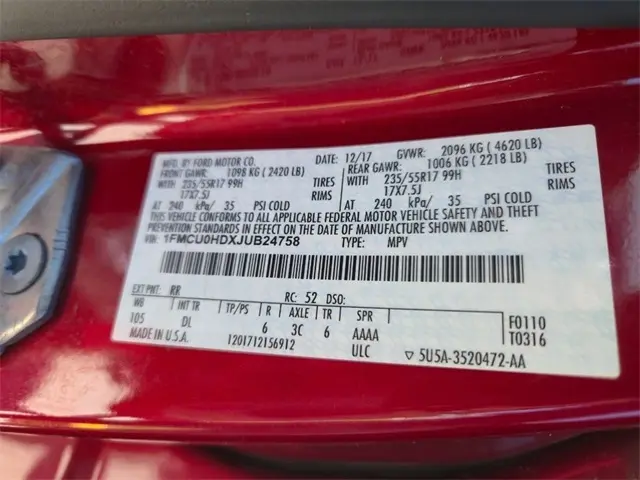 MFD. BY FORD MOTOR CO. DATE: 12/17 GVWR: 2096 KG ( 4620 LB)
FRONT GAWR: 1098 KG ( 2420 LB) REAR GAWR: 1006 KG ( 2218 LB)
WITH 235/55R17 99H TIRES WITH 235/55R17 99H TIRES
17X7.5J RIMS 17X7.5J RIMS
AT 240 kPa/ 35 PSI COLD AT 240 kPa/ 35 PSI COLD
THIS VEHICLE CONFORMS TO ALL APPLICABLE FEDERAL MOTOR VEHICLE SAFETY AND THEFT
PREVENTION STANDARDS IN EFFECT ON THE DATE OF MANUFACTURE SHOWN ABOVE.
VIN: 1FMCU0HDXJUB24758 TYPE: MPV
EXT PNT: RR RC: 52 DSO:
WB INT TR TP/PS R AXLE TR SPR F0110
105 DL 6 3C 6 AAAA T0316
MADE IN U.S.A. 1201712156912 ULC ▽ 5U5A-3520472-AA